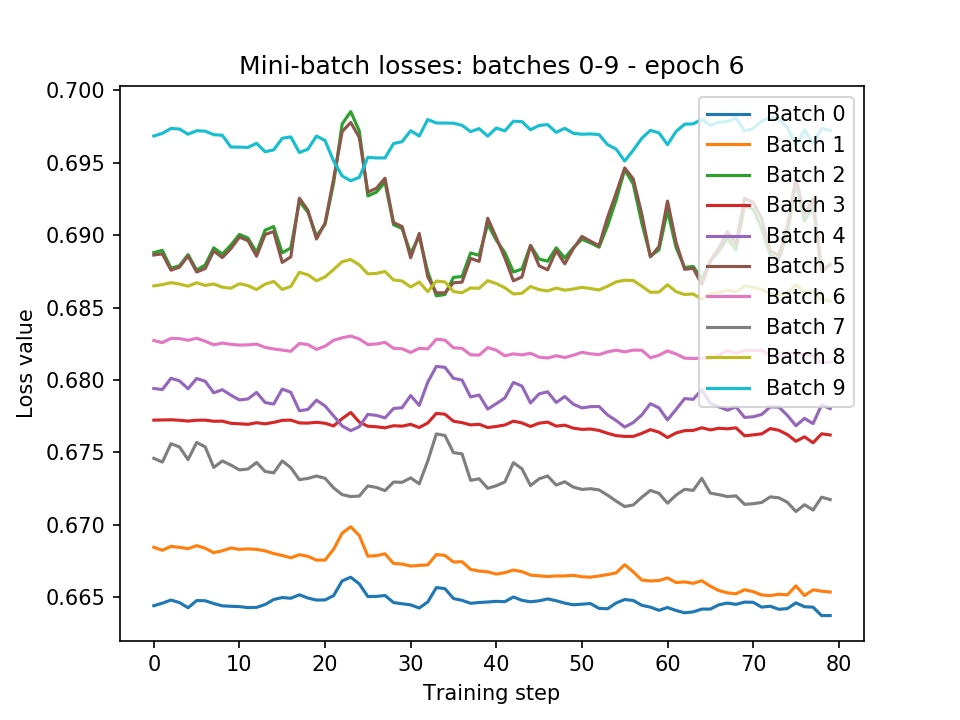 Mini-batch losses: batches 0-9 - epoch 6
0.700
0.695
0.690
0.685
0.680
0.675
0.670
0.665
Loss value
0 10 20 30 40 50 60 70 80
Training step
Batch 0
Batch 1
Batch 2
Batch 3
Batch 4
Batch 5
Batch 6
Batch 7
Batch 8
Batch 9